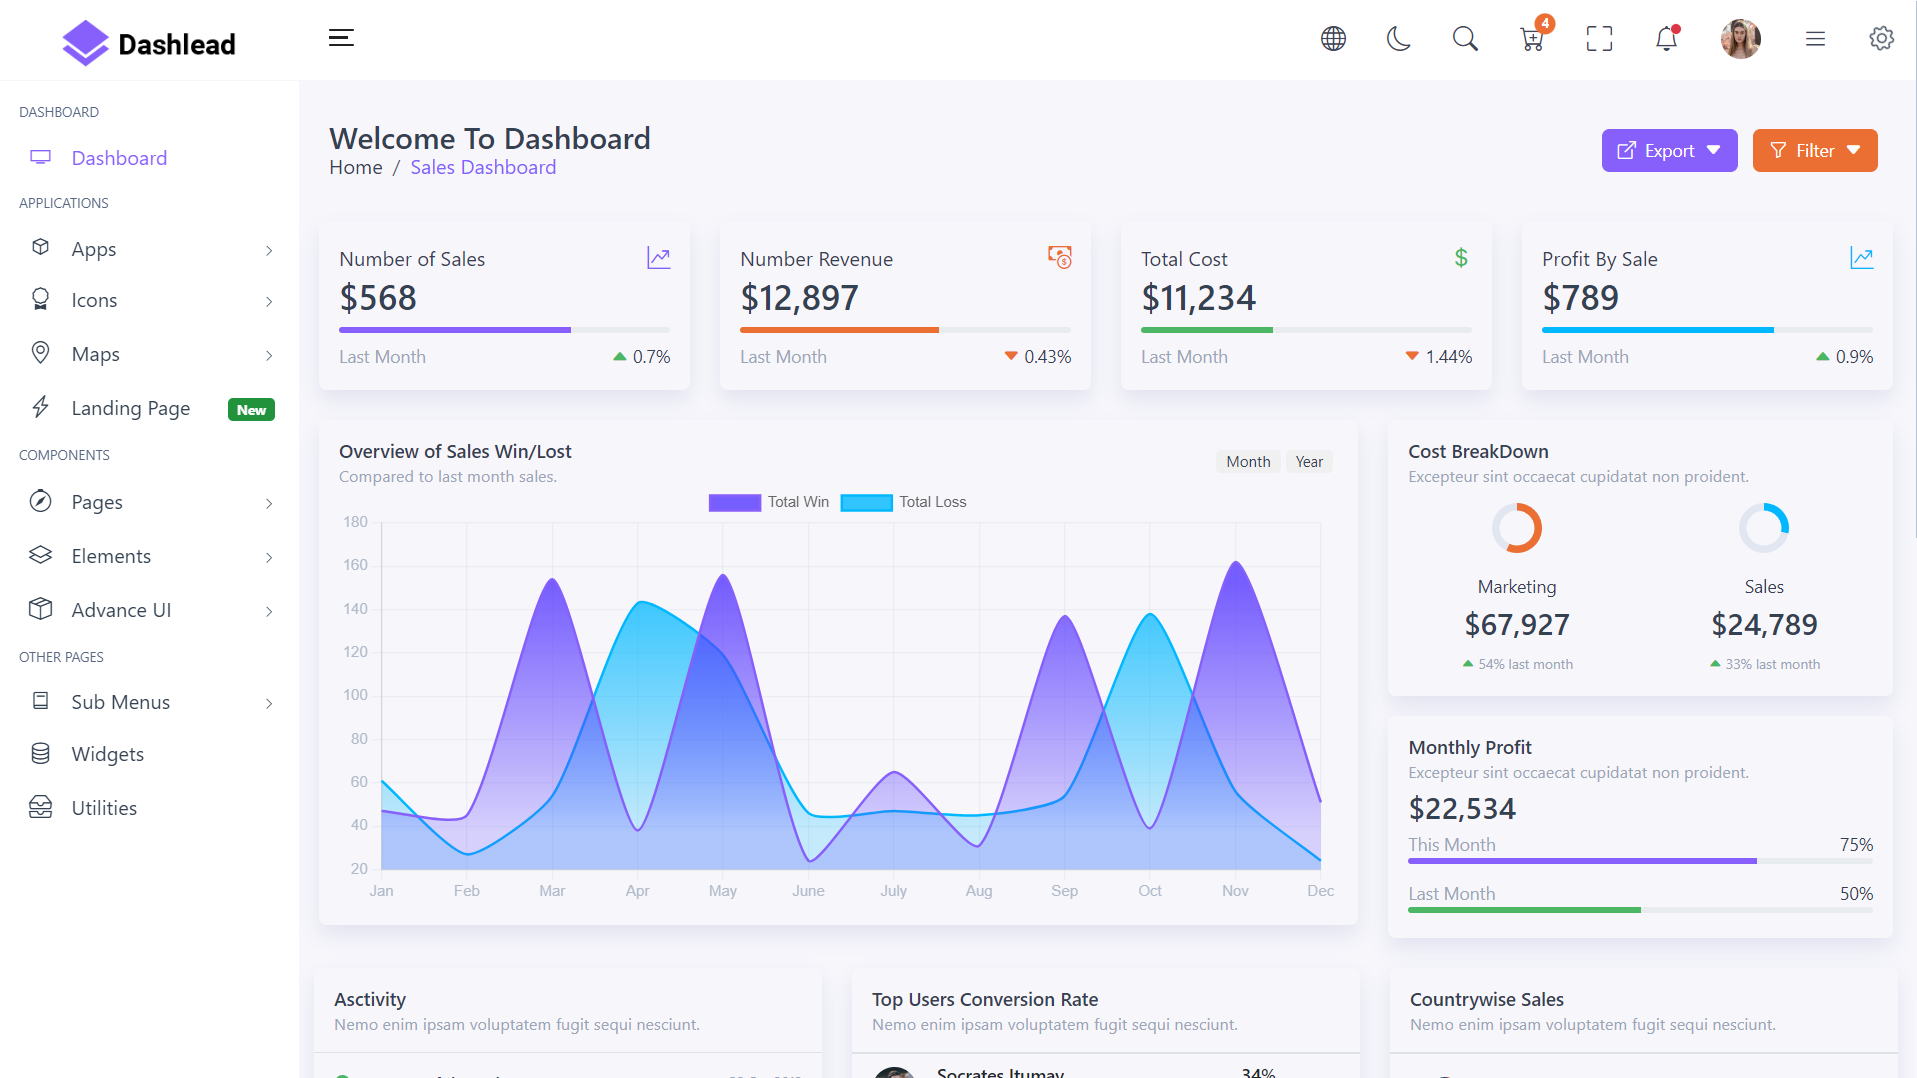 Dashlead
4
DASHBOARD
Dashboard
APPLICATIONS
Apps
Icons
Maps
Landing Page New
COMPONENTS
Pages
Elements
Advance UI
OTHER PAGES
Sub Menus
Widgets
Utilities
Welcome To Dashboard
Home / Sales Dashboard
Export
Filter
Number of Sales
$568
Last Month 0.7%
Number Revenue
$12,897
Last Month 0.43%
Total Cost
$11,234
Last Month 1.44%
$
Profit By Sale
$789
Last Month 0.9%
Overview of Sales Win/Lost
Compared to last month sales.
Month Year
Total Win Total Loss
180
160
140
120
100
80
60
40
20
Jan Feb Mar Apr May June July Aug Sep Oct Nov Dec
Cost BreakDown
Excepteur sint occaecat cupidatat non proident.
Marketing
$67,927
54% last month
Sales
$24,789
33% last month
Monthly Profit
Excepteur sint occaecat cupidatat non proident.
$22,534
This Month 75%
Last Month 50%
Asctivity
Nemo enim ipsam voluptatem fugit sequi nesciunt.
Top Users Conversion Rate
Nemo enim ipsam voluptatem fugit sequi nesciunt.
Socrates Itumay 34%
Countrywise Sales
Nemo enim ipsam voluptatem fugit sequi nesciunt.